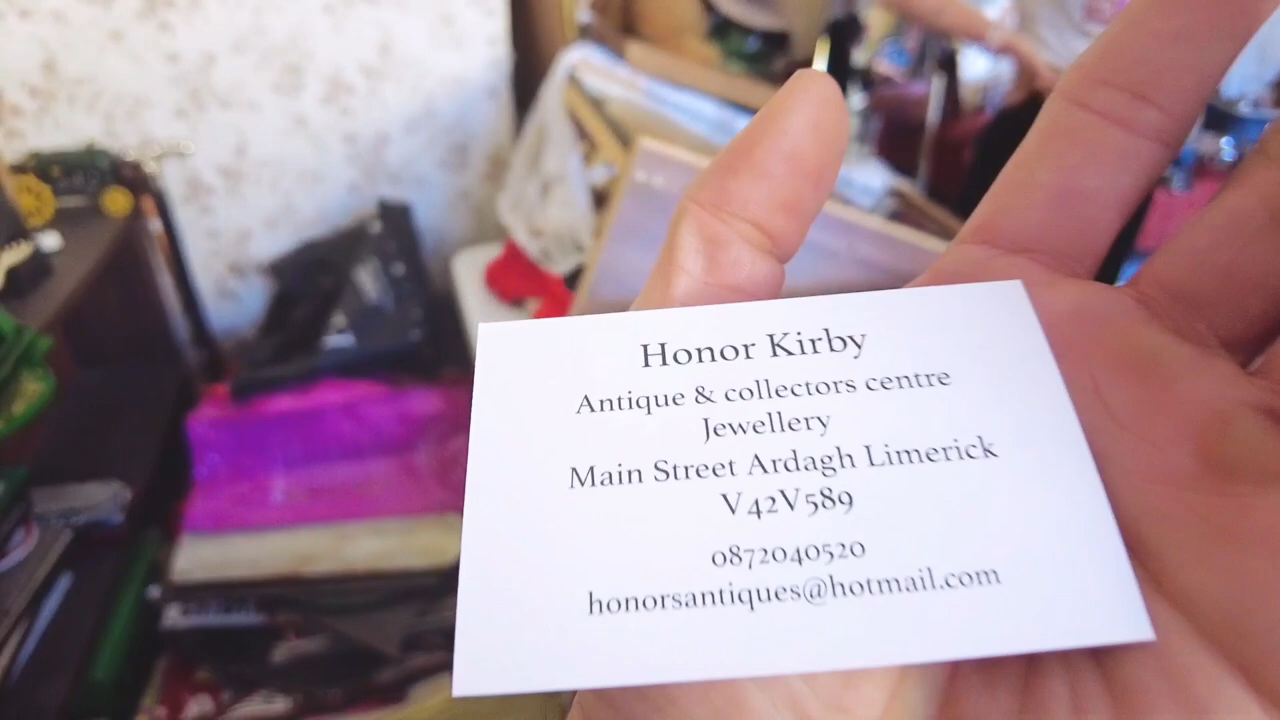 Honor Kirby
Antique & collectors centre
Jewellery
Main Street Ardagh Limerick
V42V589
0872040520
honorsantiques@hotmail.com